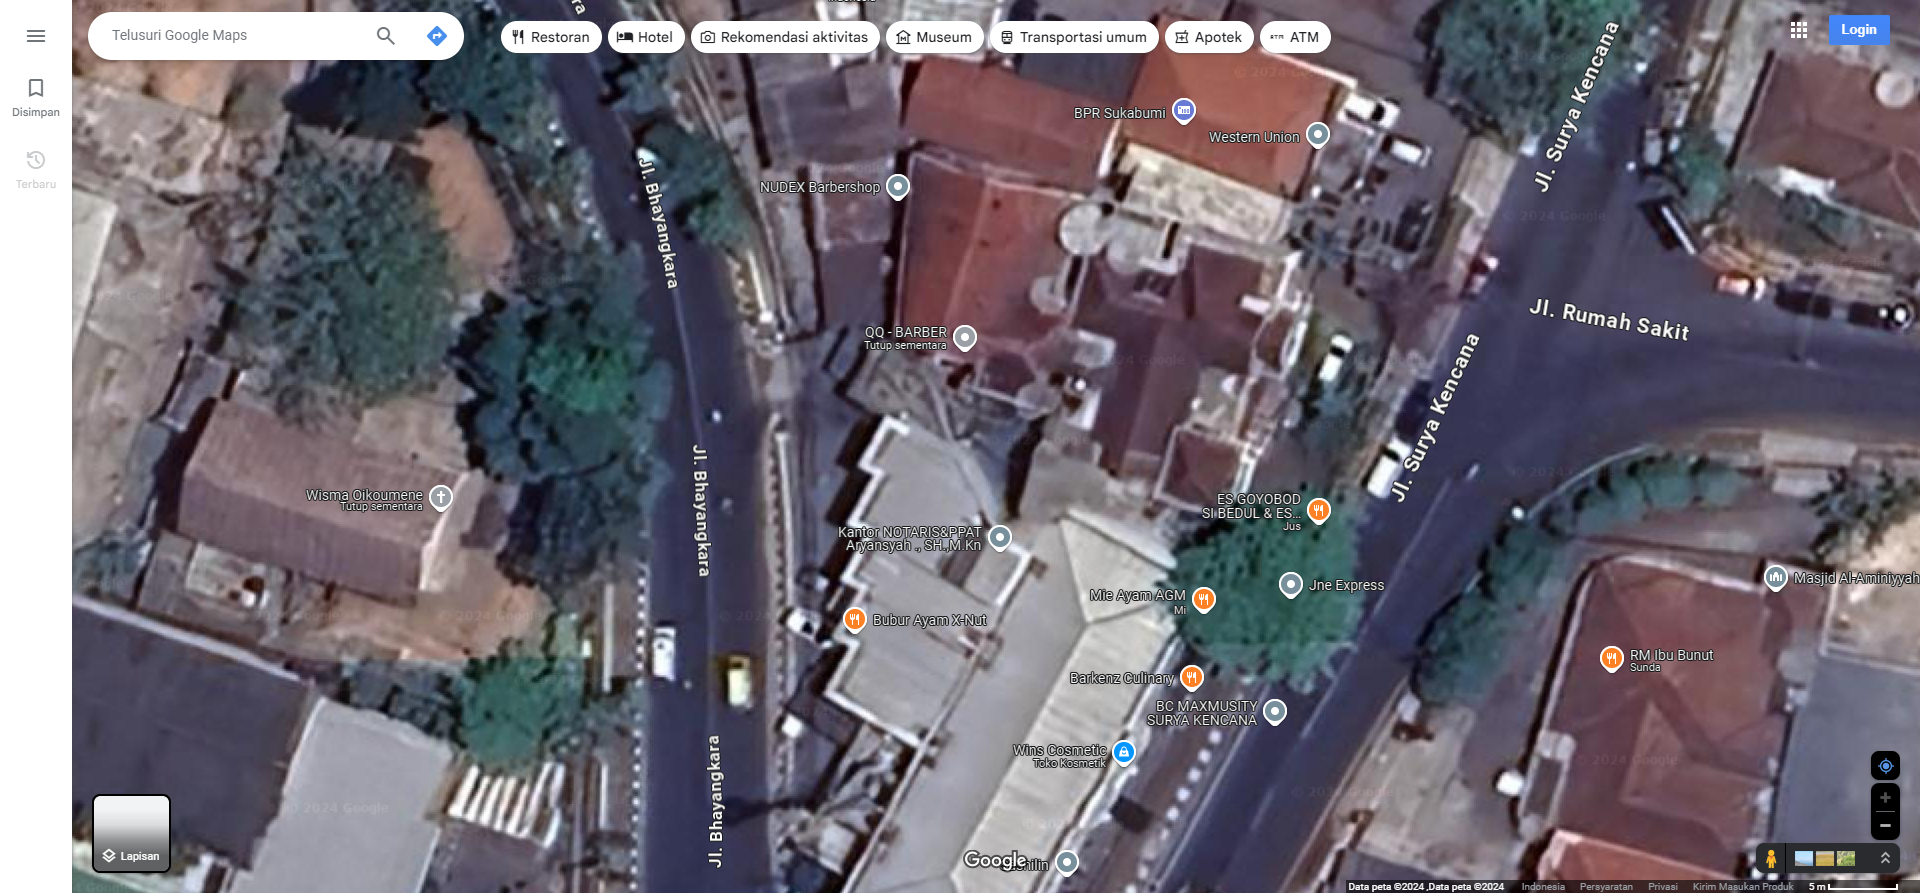 Telusuri Google Maps
Restoran
Hotel
Rekomendasi aktivitas
Museum
Transportasi umum
Apotek
ATM
Login
Disimpan
Terbaru
BPR Sukabumi
Western Union
Jl. Surya Kencana
Jl. Bhayangkara
NUDEX Barbershop
© 2024 Google
Jl. Rumah Sakit
QQ - BARBER
Tutup sementara
Jl. Surya Kencana
Wisma Oikoumene
Tutup sementara
Jl. Bhayangkara
ES GOYOBOD
SI BEDUL & ES...
Jus
Kantor NOTARIS&PPAT
Aryansyah ., SH.,M.Kn
Mie Ayam AGM
Mi
Jne Express
Masjid Al-Aminiyyah
Bubur Ayam X-Nut
RM Ibu Bunut
Sunda
Barkenz Culinary
BC MAXMUSITY
SURYA KENCANA
Wins Cosmetic
Toko Kosmetik
Jl. Bhayangkara
© 2024 Google
Lapisan
Google
Data peta ©2024 ,Data peta ©2024
Indonesia
Persyaratan
Privasi
Kirim Masukan Produk
5 m